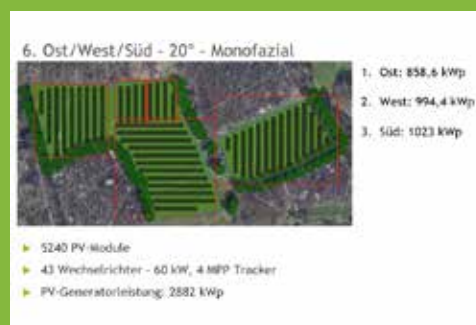 6. Ost/West/Süd - 20° - Monofazial
1. Ost: 858,6 kWp
2. West: 994,4 kWp
3. Süd: 1023 kWp
5240 PV-Module
43 Wechselrichter - 60 kW, 4 MPP Tracker
PV-Generatorleistung: 2882 kWp